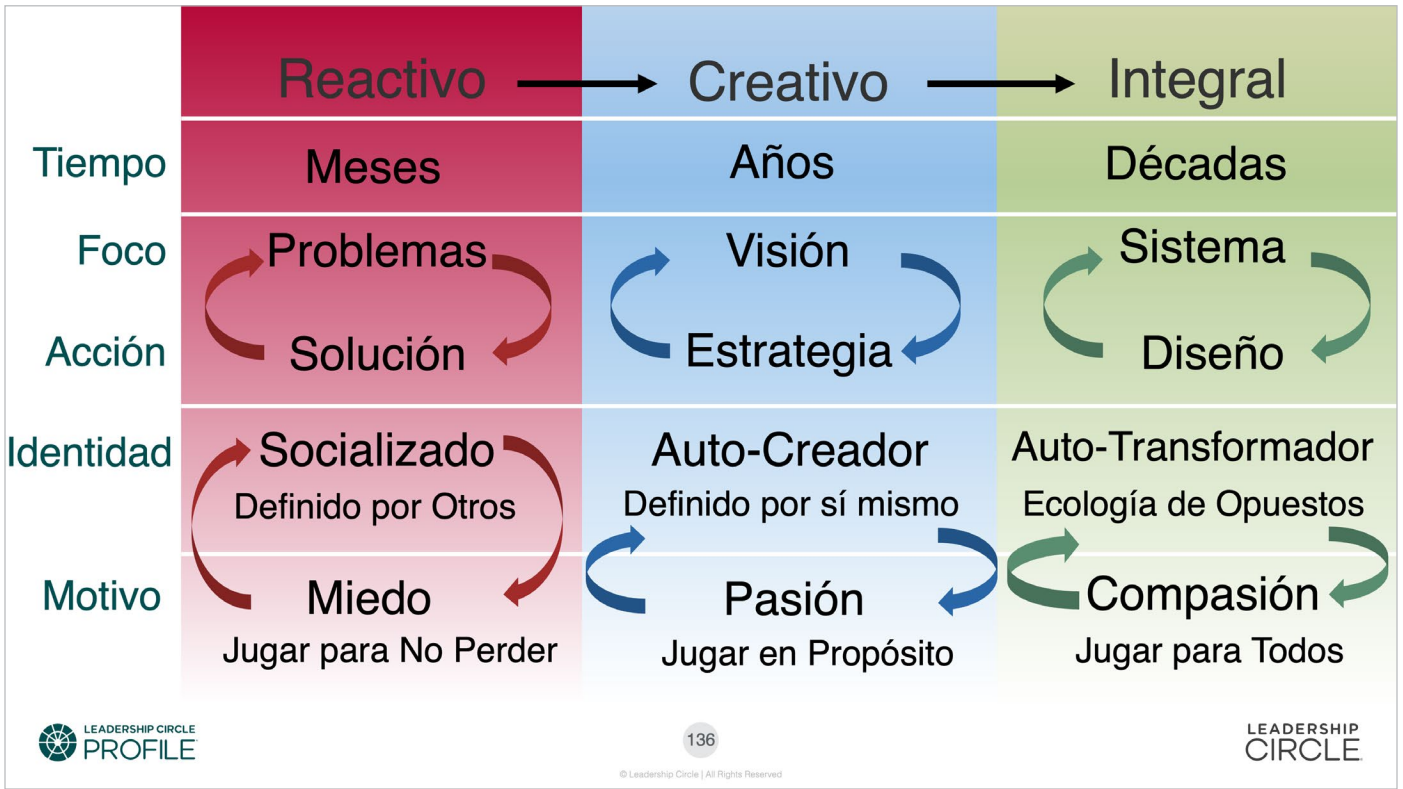 Reactivo Creativo Integral
Tiempo Meses Años Décadas
Foco Problemas Visión Sistema
Acción Solución Estrategia Diseño
Identidad Socializado Auto-Creador Auto-Transformador
Definido por Otros Definido por sí mismo Ecología de Opuestos
Motivo Miedo Pasión Compasión
Jugar para No Perder Jugar en Propósito Jugar para Todos
LEADERSHIP CIRCLE
PROFILE
136
© Leadership Circle | All Rights Reserved
LEADERSHIP
CIRCLE